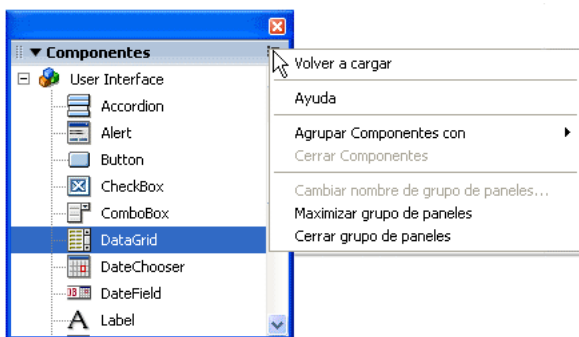 Componentes
User Interface
Accordion
Alert
Button
CheckBox
ComboBox
DataGrid
DateChooser
DateField
Label
Volver a cargar
Ayuda
Agrupar Componentes con
Cerrar Componentes
Cambiar nombre de grupo de paneles...
Maximizar grupo de paneles
Cerrar grupo de paneles